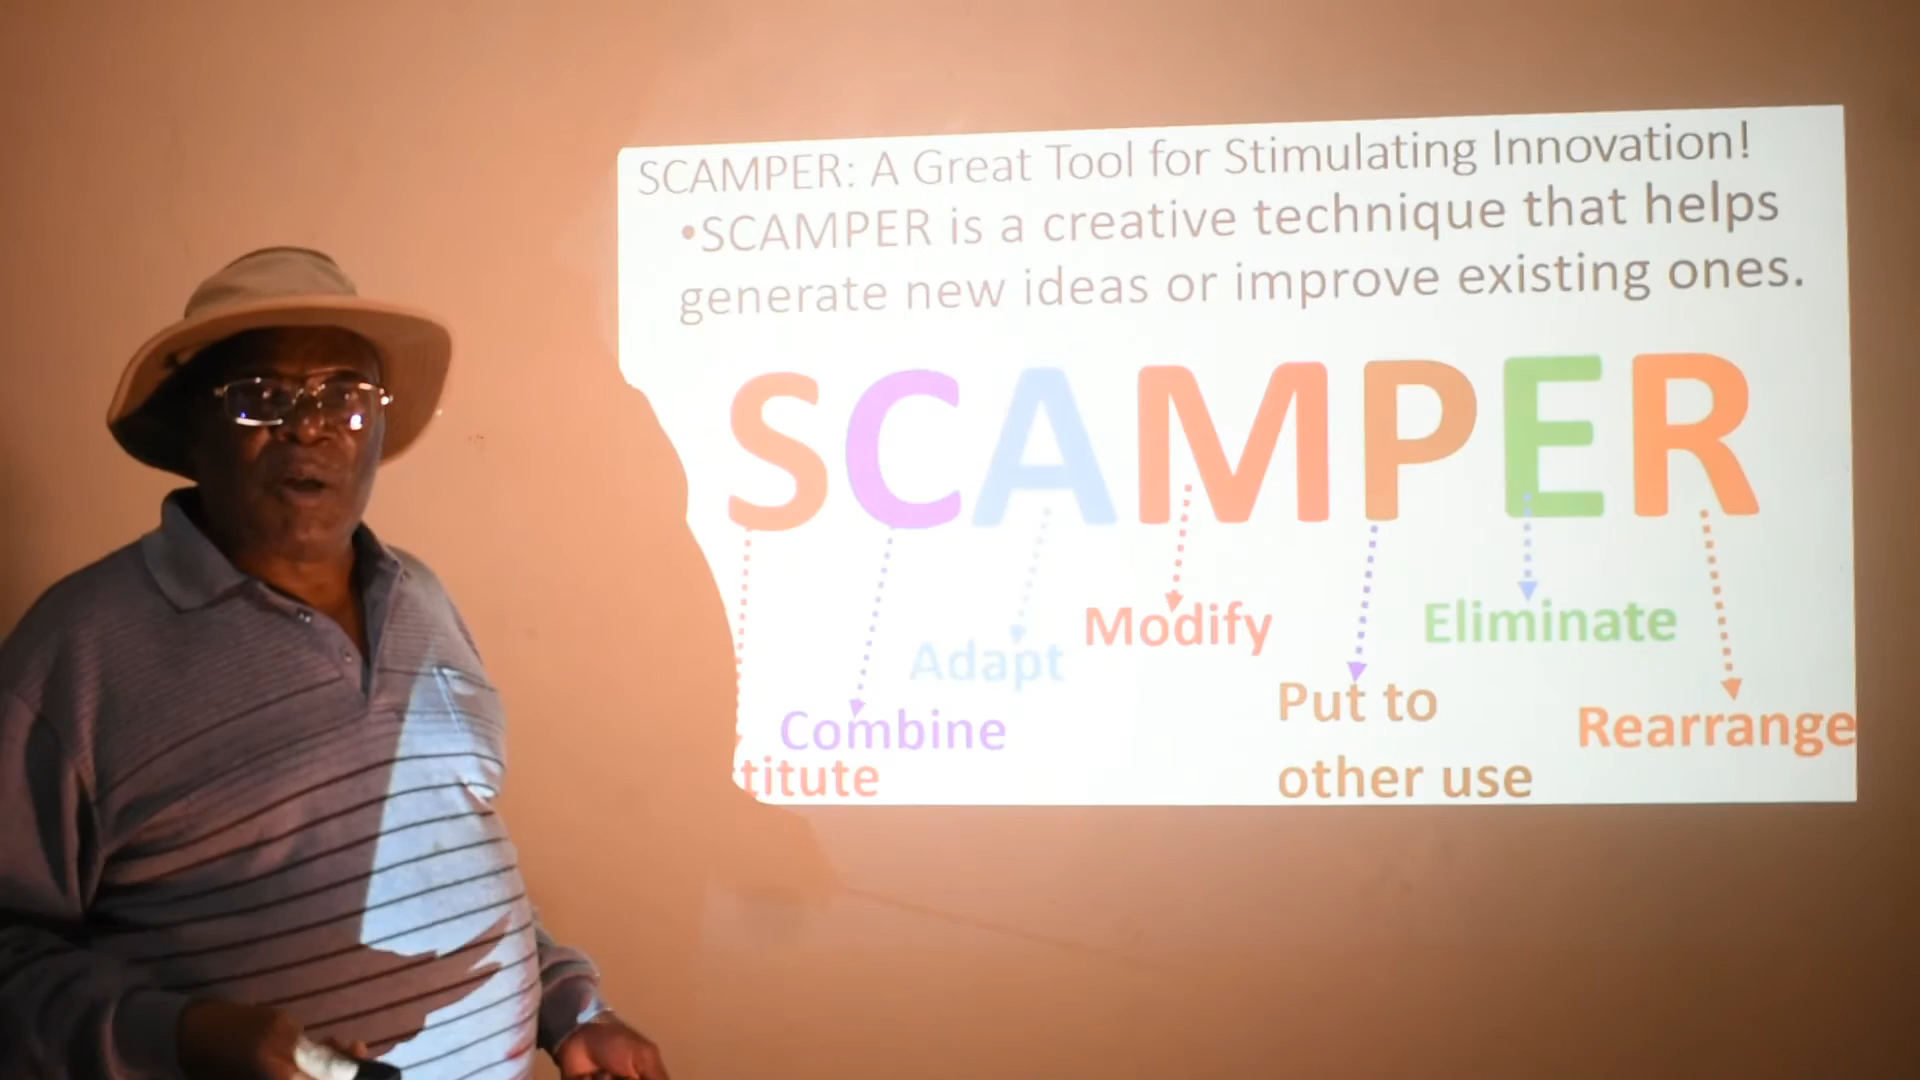 SCAMPER: A Great Tool for Stimulating Innovation!
•SCAMPER is a creative technique that helps
generate new ideas or improve existing ones.
SCAMPER
Modify
Eliminate
Adapt
Put to
other use
Combine
Rearrange
titute